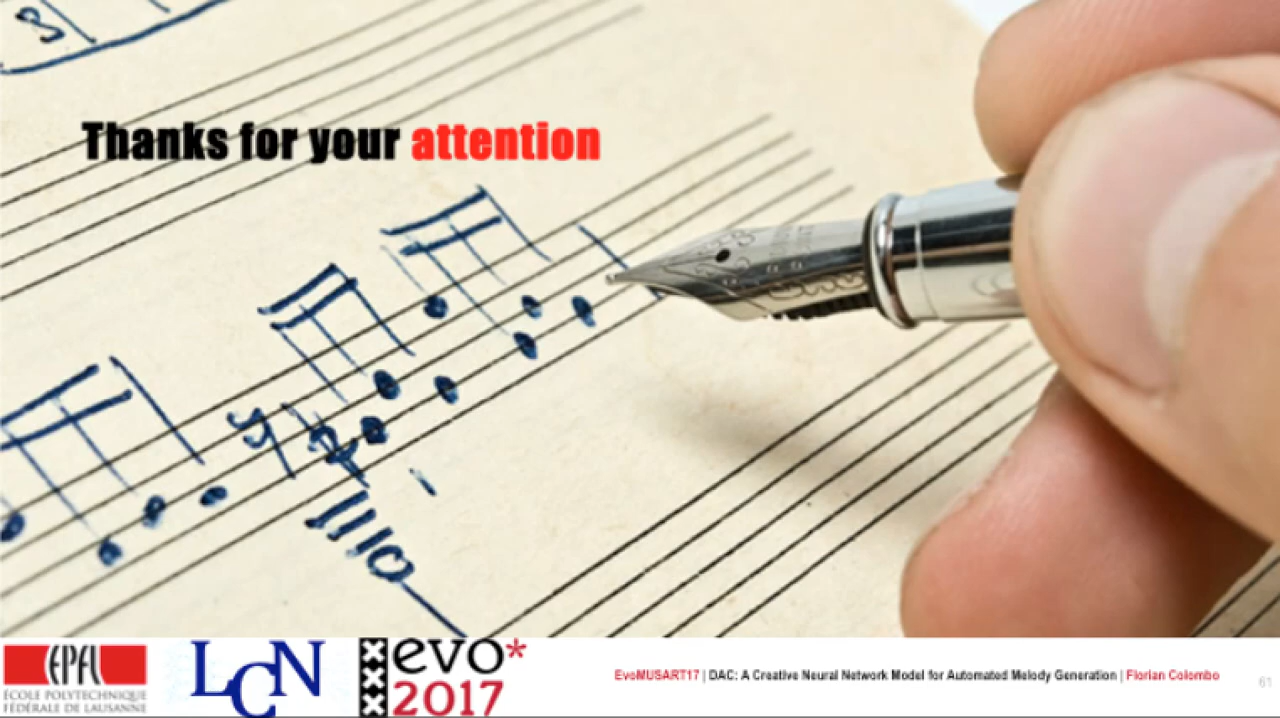 Thanks for your attention
EPFL
ÉCOLE POLYTECHNIQUE
FÉDÉRALE DE LAUSANNE
LCN
evo*
2017
EvoMUSART17 | DAC: A Creative Neural Network Model for Automated Melody Generation | Florian Colombo
61